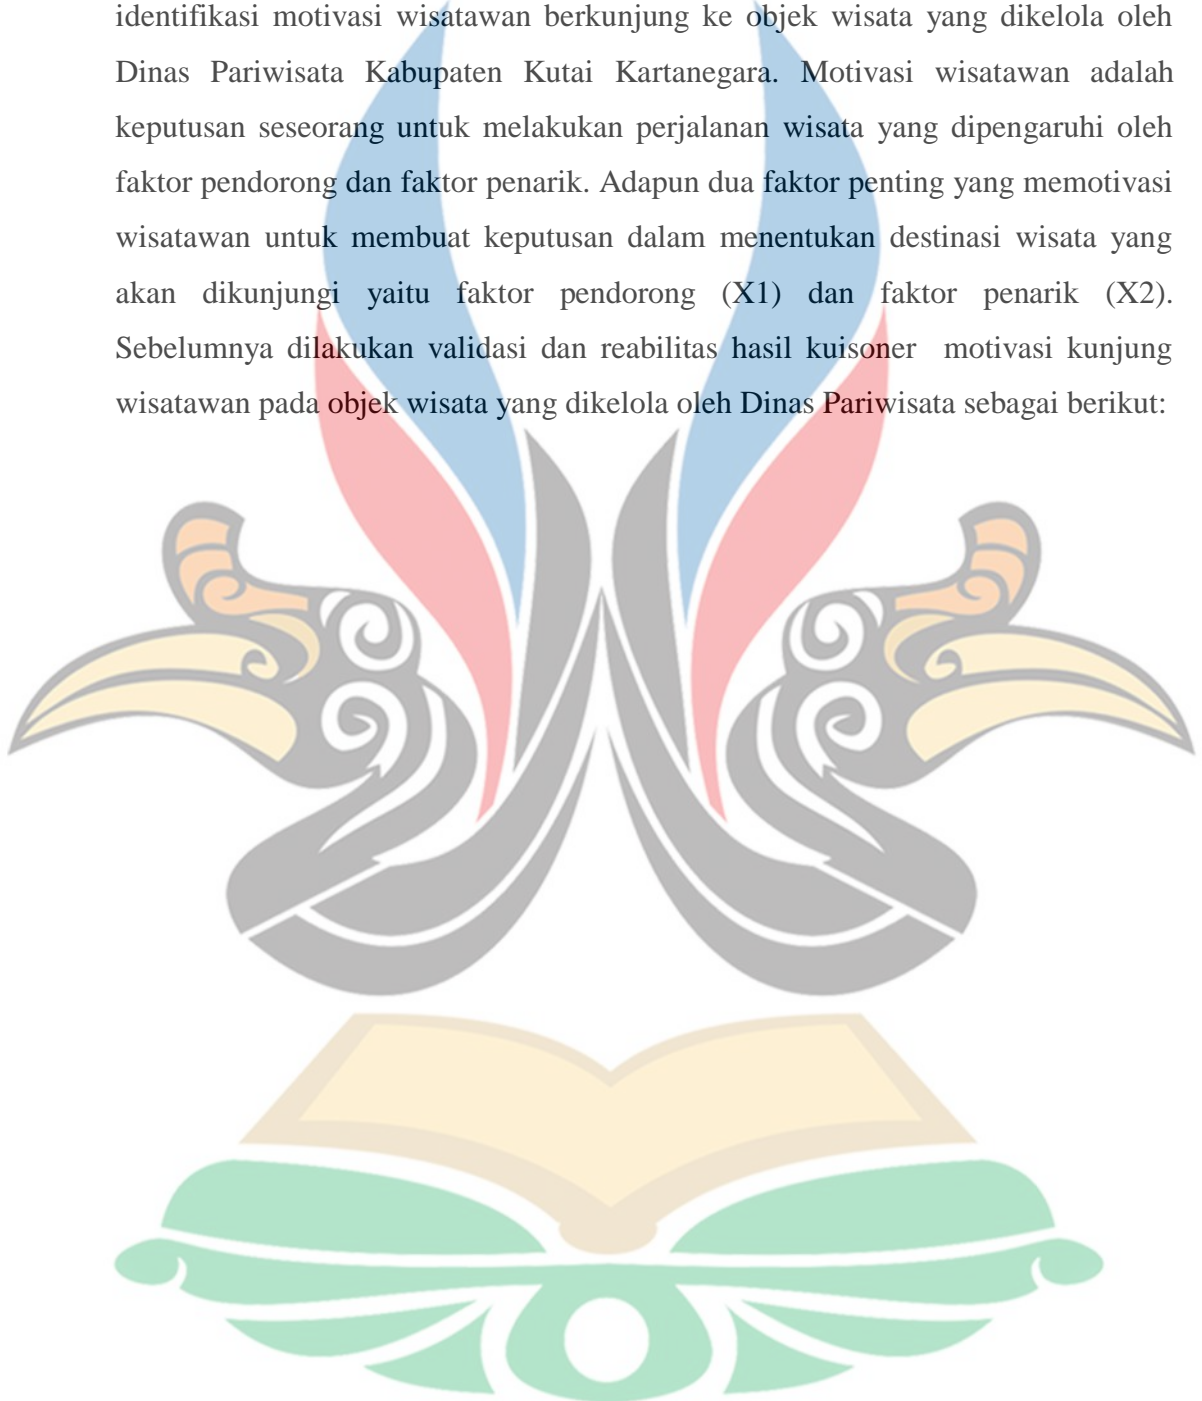 identifikasi motivasi wisatawan berkunjung ke objek wisata yang dikelola oleh
Dinas Pariwisata Kabupaten Kutai Kartanegara. Motivasi wisatawan adalah
keputusan seseorang untuk melakukan perjalanan wisata yang dipengaruhi oleh
faktor pendorong dan faktor penarik. Adapun dua faktor penting yang memotivasi
wisatawan untuk membuat keputusan dalam menentukan destinasi wisata yang
akan dikunjungi yaitu faktor pendorong (X1) dan faktor penarik (X2).
Sebelumnya dilakukan validasi dan reabilitas hasil kuisoner motivasi kunjung
wisatawan pada objek wisata yang dikelola oleh Dinas Pariwisata sebagai berikut: